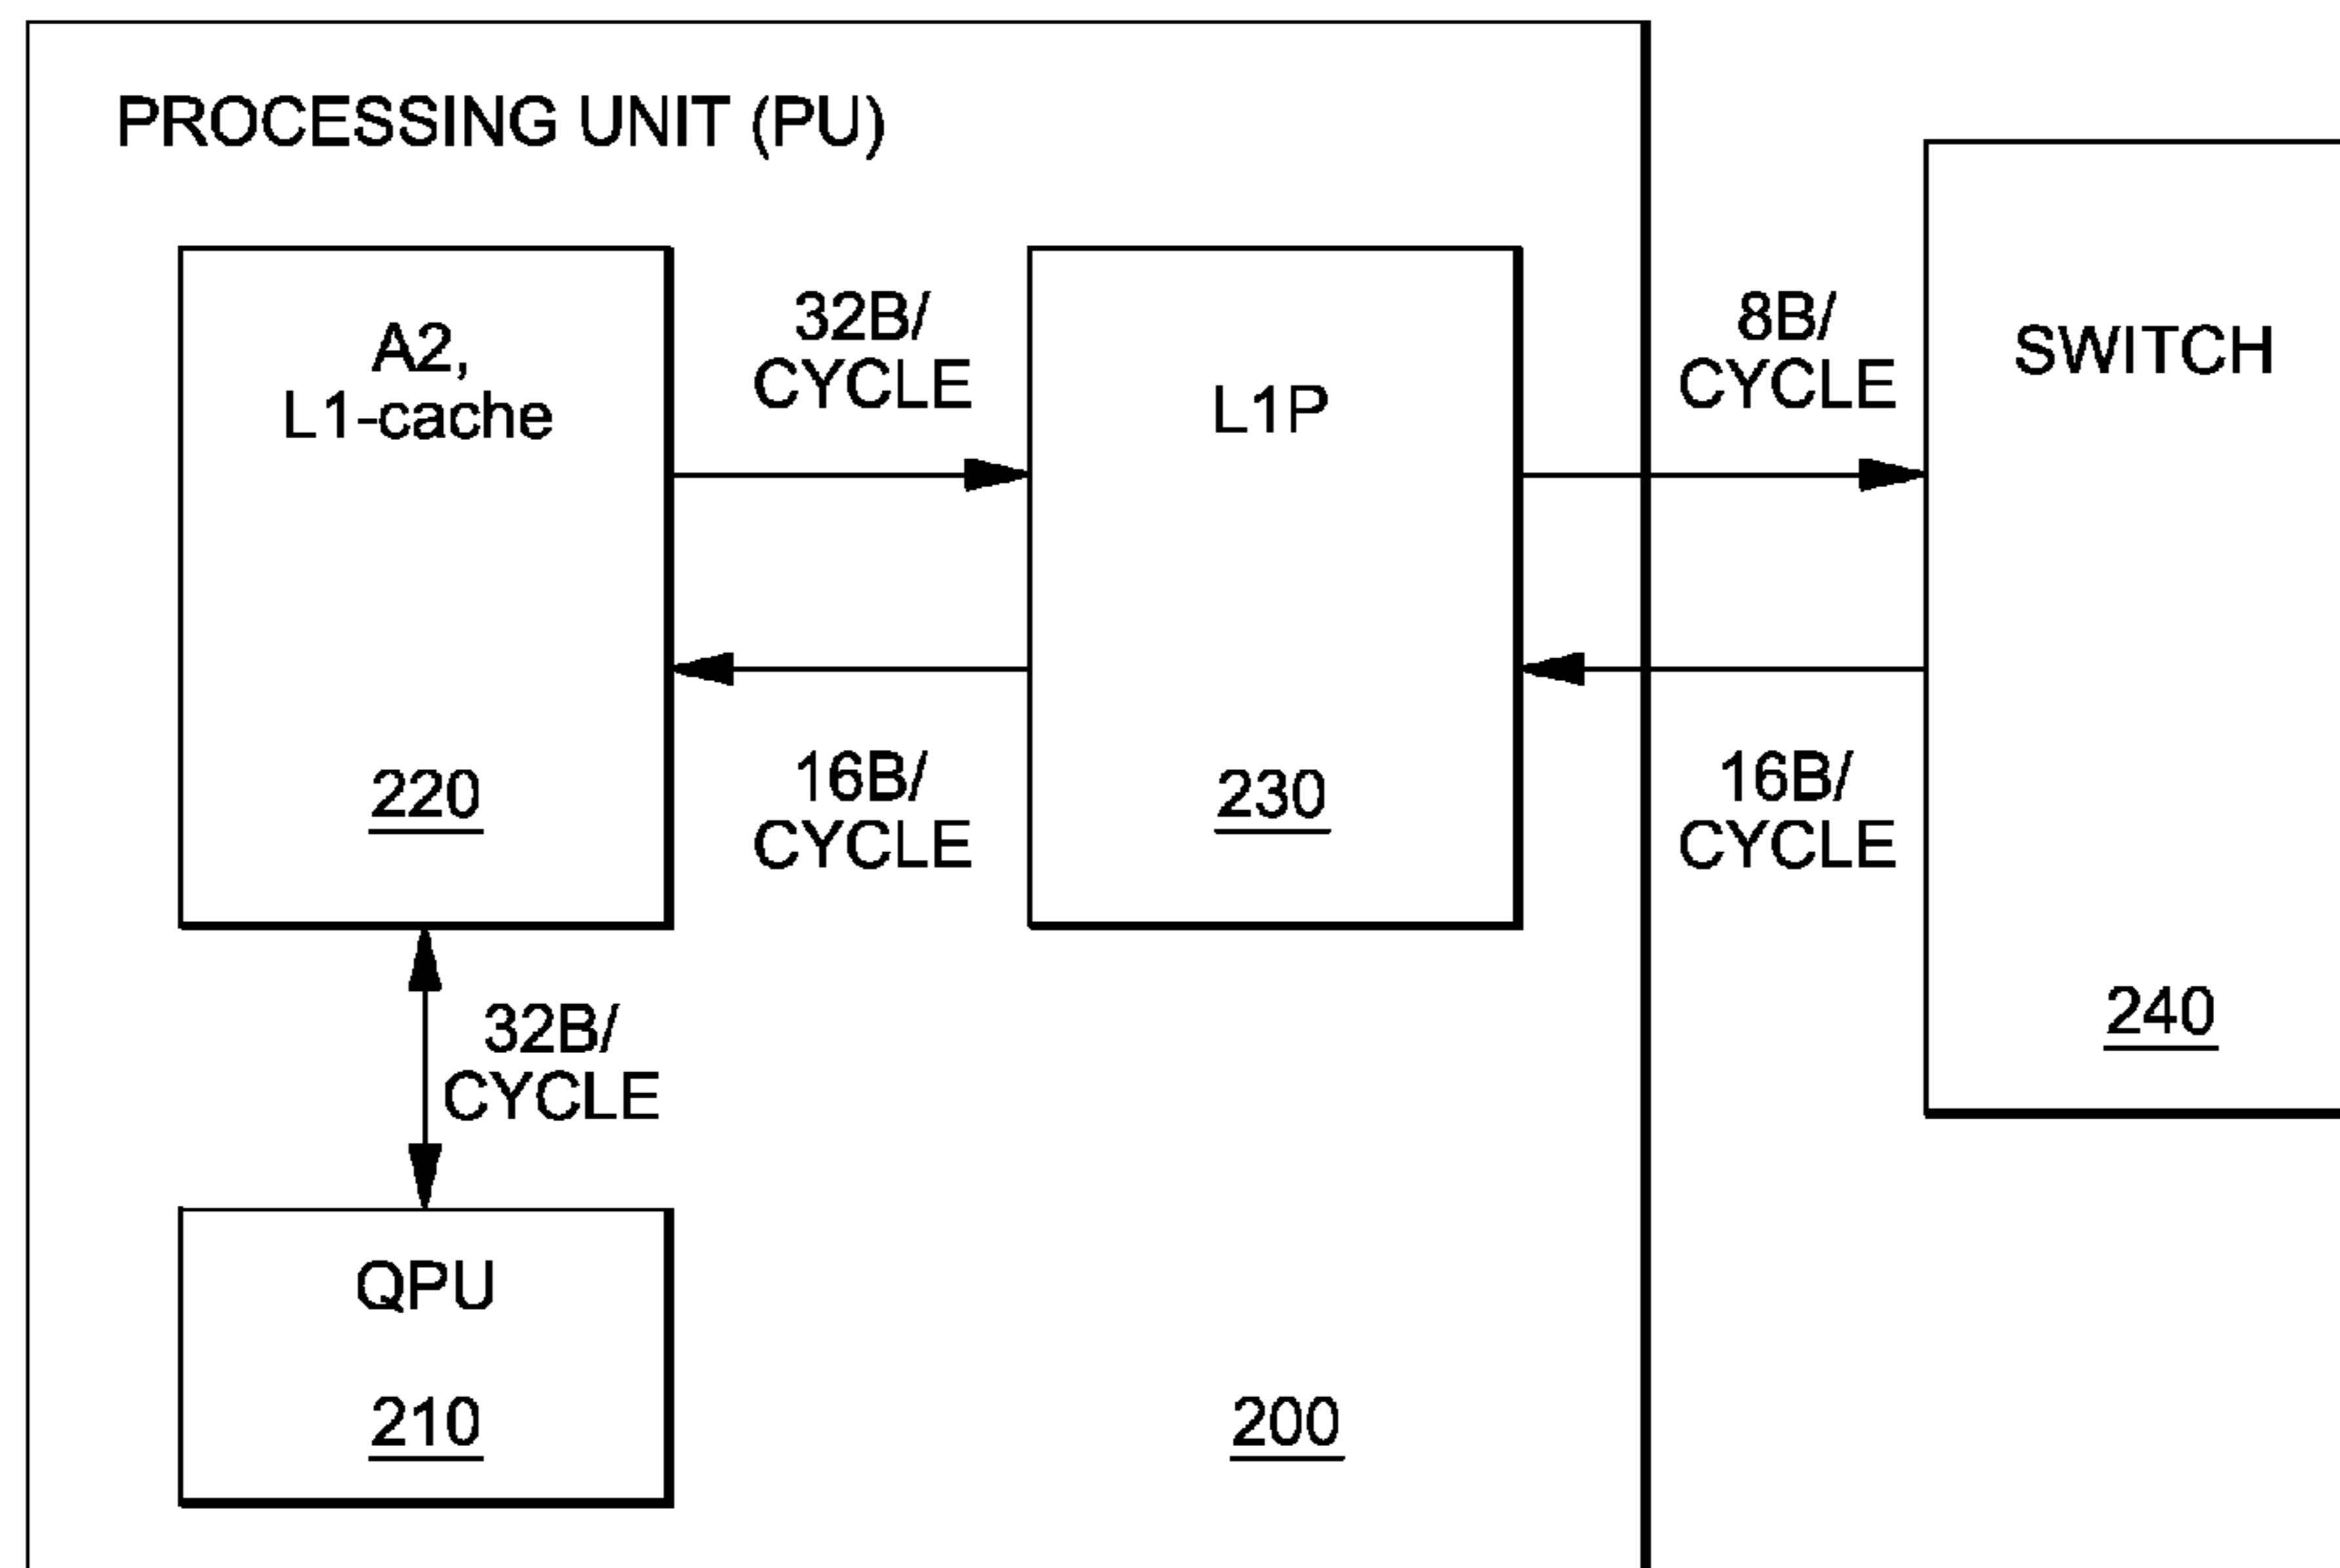 PROCESSING UNIT (PU)
A2,
L1-cache
220
32B/
CYCLE
16B/
CYCLE
L1P
230
8B/
CYCLE
16B/
CYCLE
SWITCH
240
32B/
CYCLE
QPU
210
200